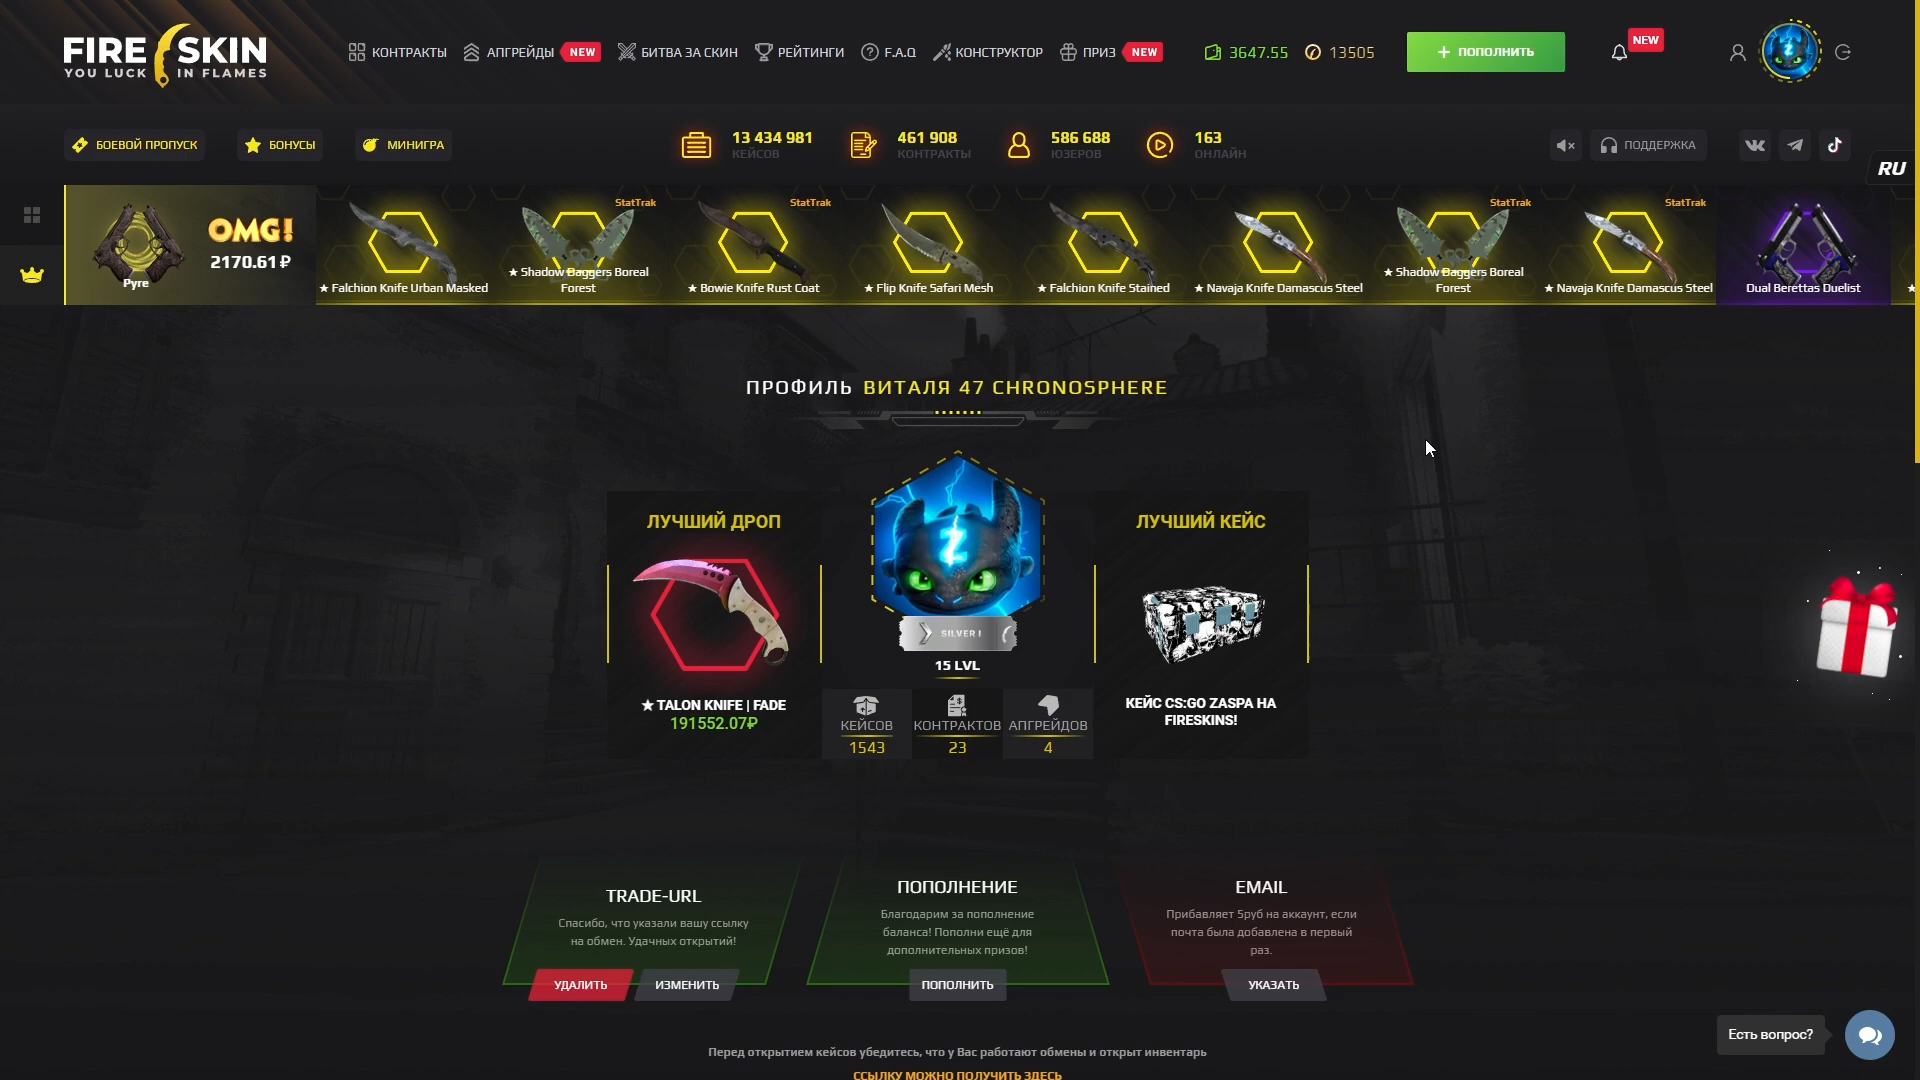 FIRE SKIN
YOU LUCK IN FLAMES
КОНТРАКТЫ
АПГРЕЙДЫ NEW
БИТВА ЗА СКИН
РЕЙТИНГИ
F.A.Q
КОНСТРУКТОР
ПРИЗ NEW
3647.55
13505
+ ПОПОЛНИТЬ
NEW
БОЕВОЙ ПРОПУСК
БОНУСЫ
МИНИГРА
13 434 981
КЕЙСОВ
461 908
КОНТРАКТЫ
586 688
ЮЗЕРОВ
163
ОНЛАЙН
ПОДДЕРЖКА
RU
Pyre
OMG!
2170.61₽
★ Falchion Knife Urban Masked
StatTrak
★ Shadow Daggers Boreal
Forest
StatTrak
★ Bowie Knife Rust Coat
★ Flip Knife Safari Mesh
★ Falchion Knife Stained
StatTrak
★ Navaja Knife Damascus Steel
StatTrak
★ Shadow Daggers Boreal
Forest
StatTrak
★ Navaja Knife Damascus Steel
Dual Berettas Duelist
★
ПРОФИЛЬ ВИТАЛЯ 47 CHRONOSPHERE
ЛУЧШИЙ ДРОП
★ TALON KNIFE | FADE
191552.07₽
SILVER I
15 LVL
КЕЙСОВ
1543
КОНТРАКТОВ
23
АПГРЕЙДОВ
4
ЛУЧШИЙ КЕЙС
КЕЙС CS:GO ZASPA НА
FIRESKINS!
TRADE-URL
Спасибо, что указали вашу ссылку
на обмен. Удачных открытий!
УДАЛИТЬ
ИЗМЕНИТЬ
ПОПОЛНЕНИЕ
Благодарим за пополнение
баланса! Пополни ещё для
дополнительных призов!
ПОПОЛНИТЬ
EMAIL
Прибавляет 5руб на аккаунт, если
почта была добавлена в первый
раз.
УКАЗАТЬ
Перед открытием кейсов убедитесь, что у Вас работают обмены и открыт инвентарь
ССЫЛКУ МОЖНО ПОЛУЧИТЬ ЗДЕСЬ
Есть вопрос?